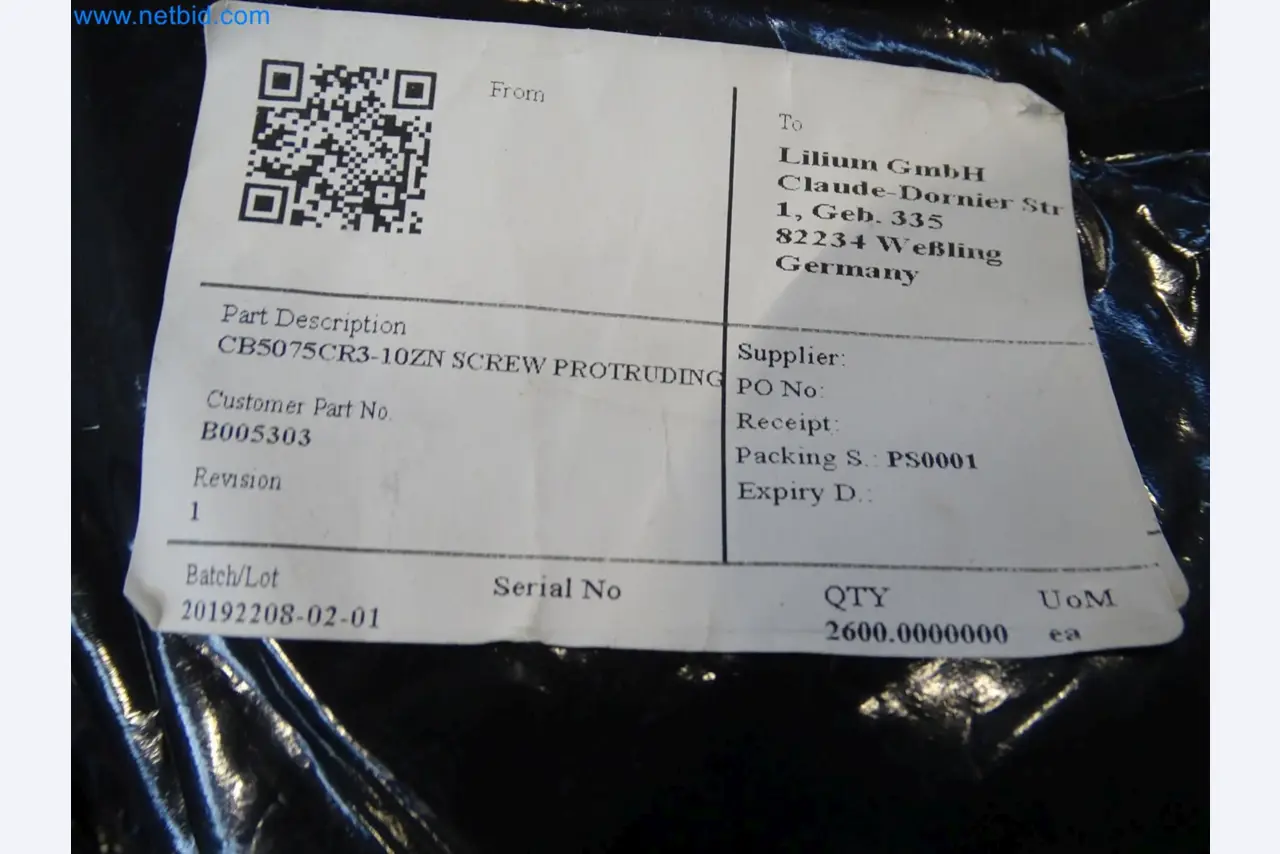 www.netbid.com
From
To
Lilium GmbH
Claude-Dornier Str
1, Geb. 335
82234 Weßling
Germany
Part Description
CB5075CR3-10ZN SCREW PROTRUDING
Customer Part No.
B005303
Revision
1
Supplier:
PO No:
Receipt:
Packing S.: PS0001
Expiry D.:
Batch/Lot
20192208-02-01
Serial No
QTY
2600.0000000
UoM
ea